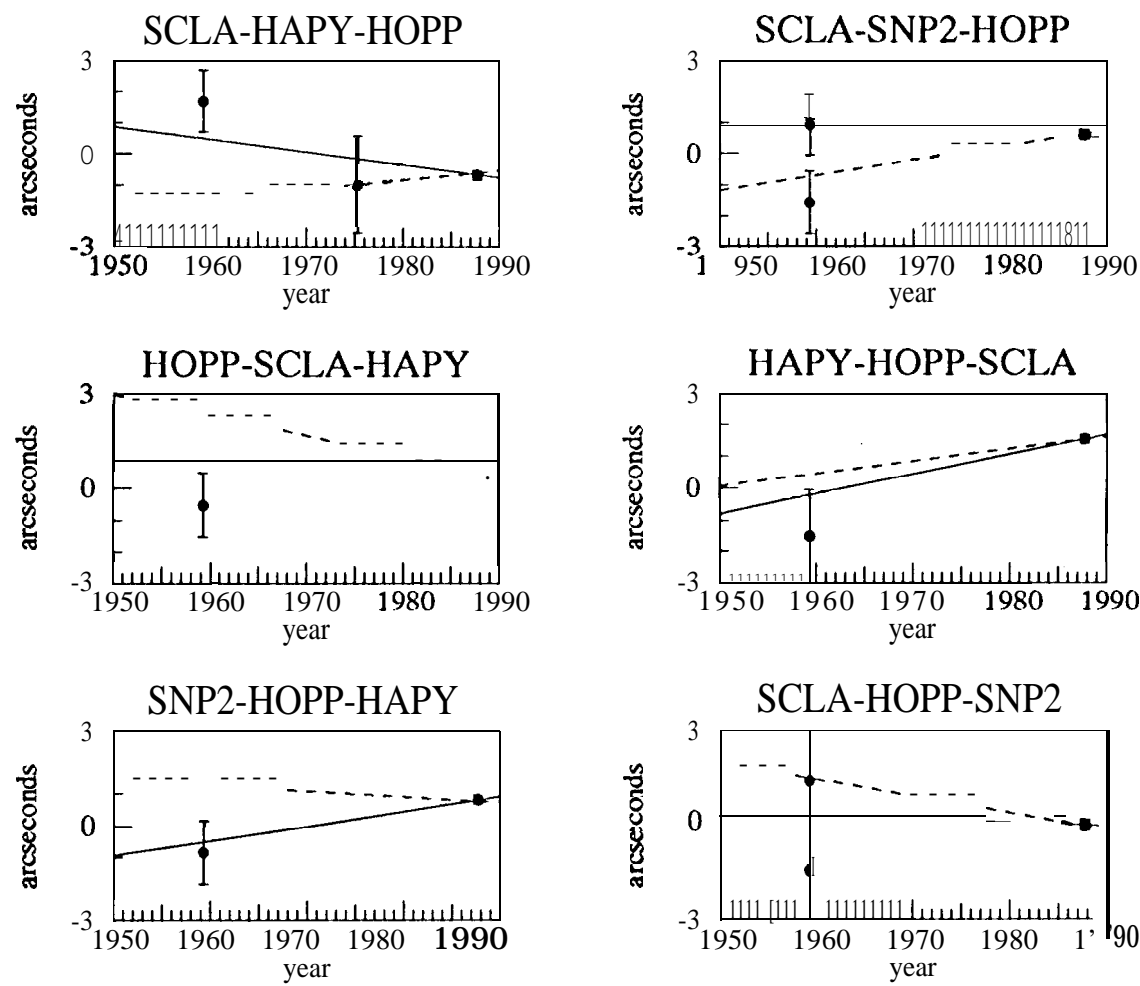 SCLA-HAPY-HOPP
arcseconds
3
0
-3
1950 1960 1970 1980 1990
year
SCLA-SNP2-HOPP
arcseconds
3
0
-3
1 950 1960 1970 1980 1990
year
HOPP-SCLA-HAPY
arcseconds
3
0
-3
1950 1960 1970 1980 1990
year
HAPY-HOPP-SCLA
arcseconds
3
0
-3
1950 1960 1970 1980 1990
year
SNP2-HOPP-HAPY
arcseconds
3
0
-3
1950 1960 1970 1980 1990
year
SCLA-HOPP-SNP2
arcseconds
3
0
-3
1950 1960 1970 1980 1' '90
year